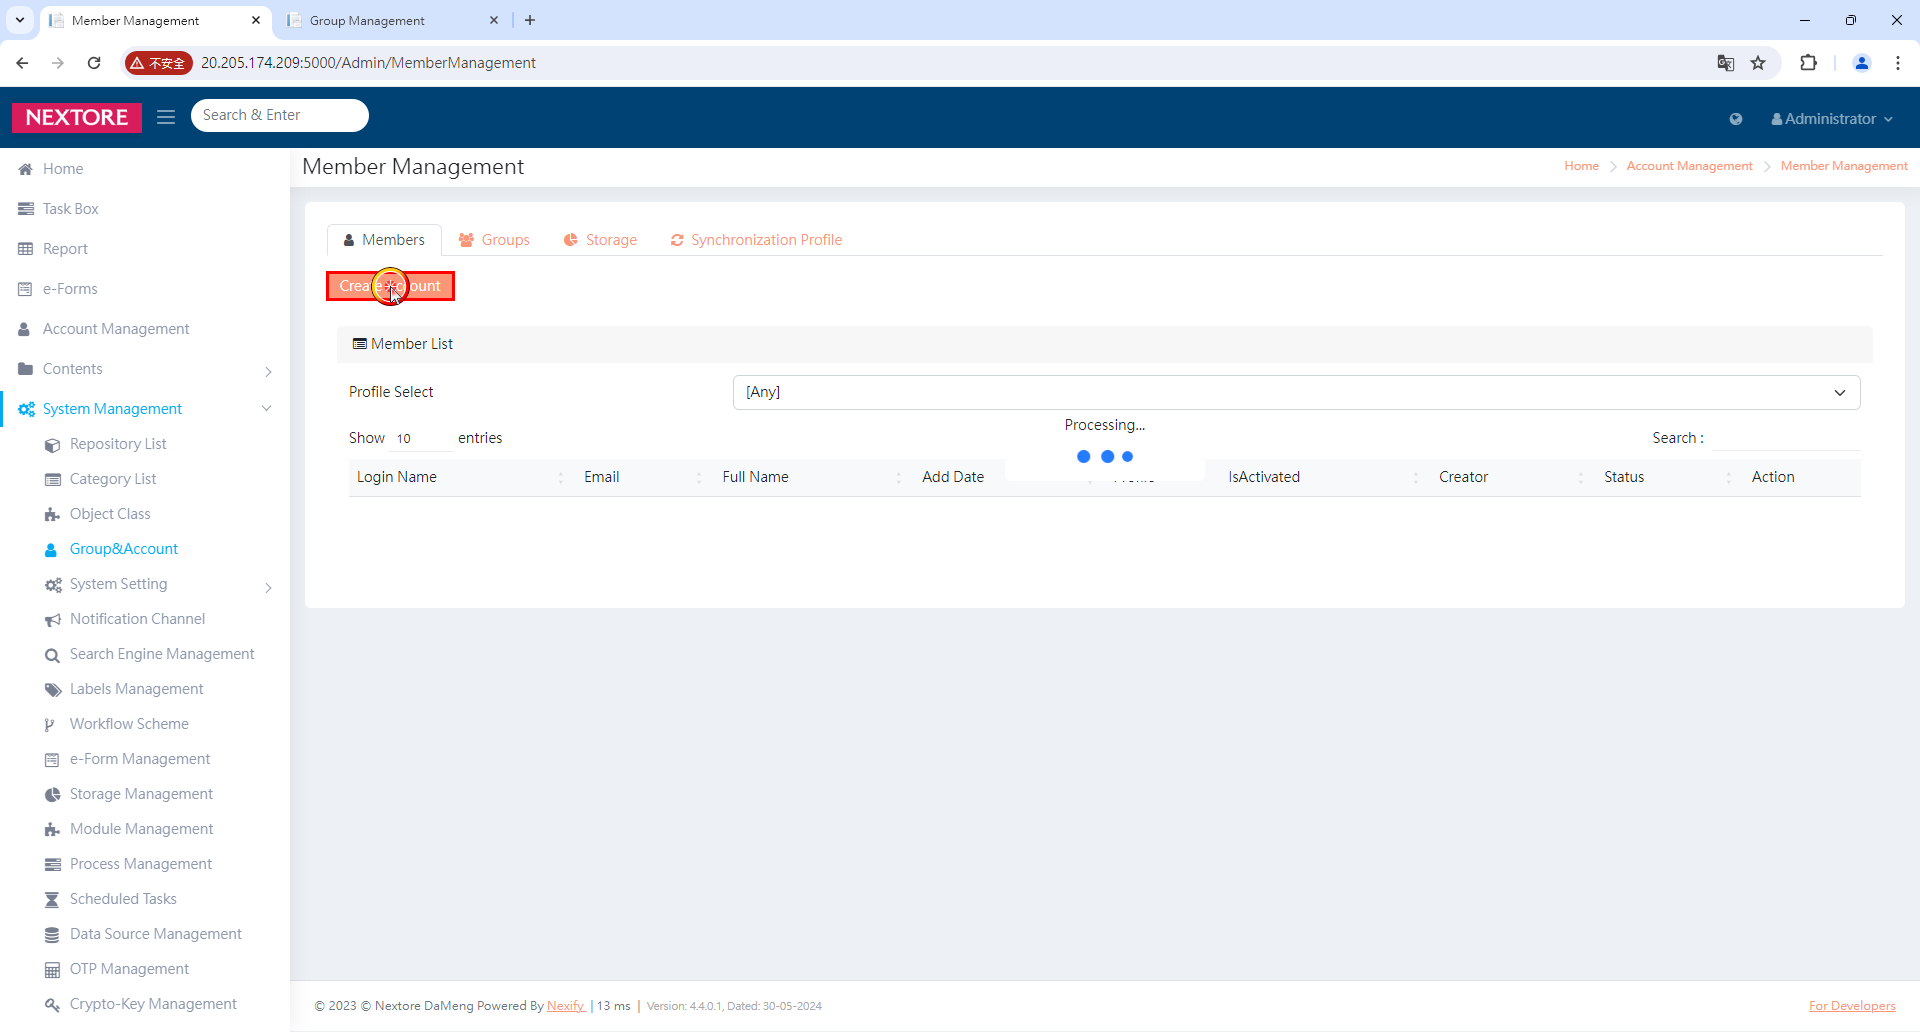 Member Management
Group Management
不安全
20.205.174.209:5000/Admin/MemberManagement
NEXTORE
Search & Enter
Administrator
Member Management
Home
Account Management
Member Management
Home
Task Box
Report
e-Forms
Account Management
Contents
System Management
Repository List
Category List
Object Class
Group&Account
System Setting
Notification Channel
Search Engine Management
Labels Management
Workflow Scheme
e-Form Management
Storage Management
Module Management
Process Management
Scheduled Tasks
Data Source Management
OTP Management
Crypto-Key Management
Members
Groups
Storage
Synchronization Profile
Create Account
Member List
Profile Select
[Any]
Processing...
Show 10 entries
Search :
Login Name Email Full Name Add Date IsActivated Creator Status Action
© 2023 © Nextore DaMeng Powered By Nexify | 13 ms | Version: 4.4.0.1, Dated: 30-05-2024
For Developers